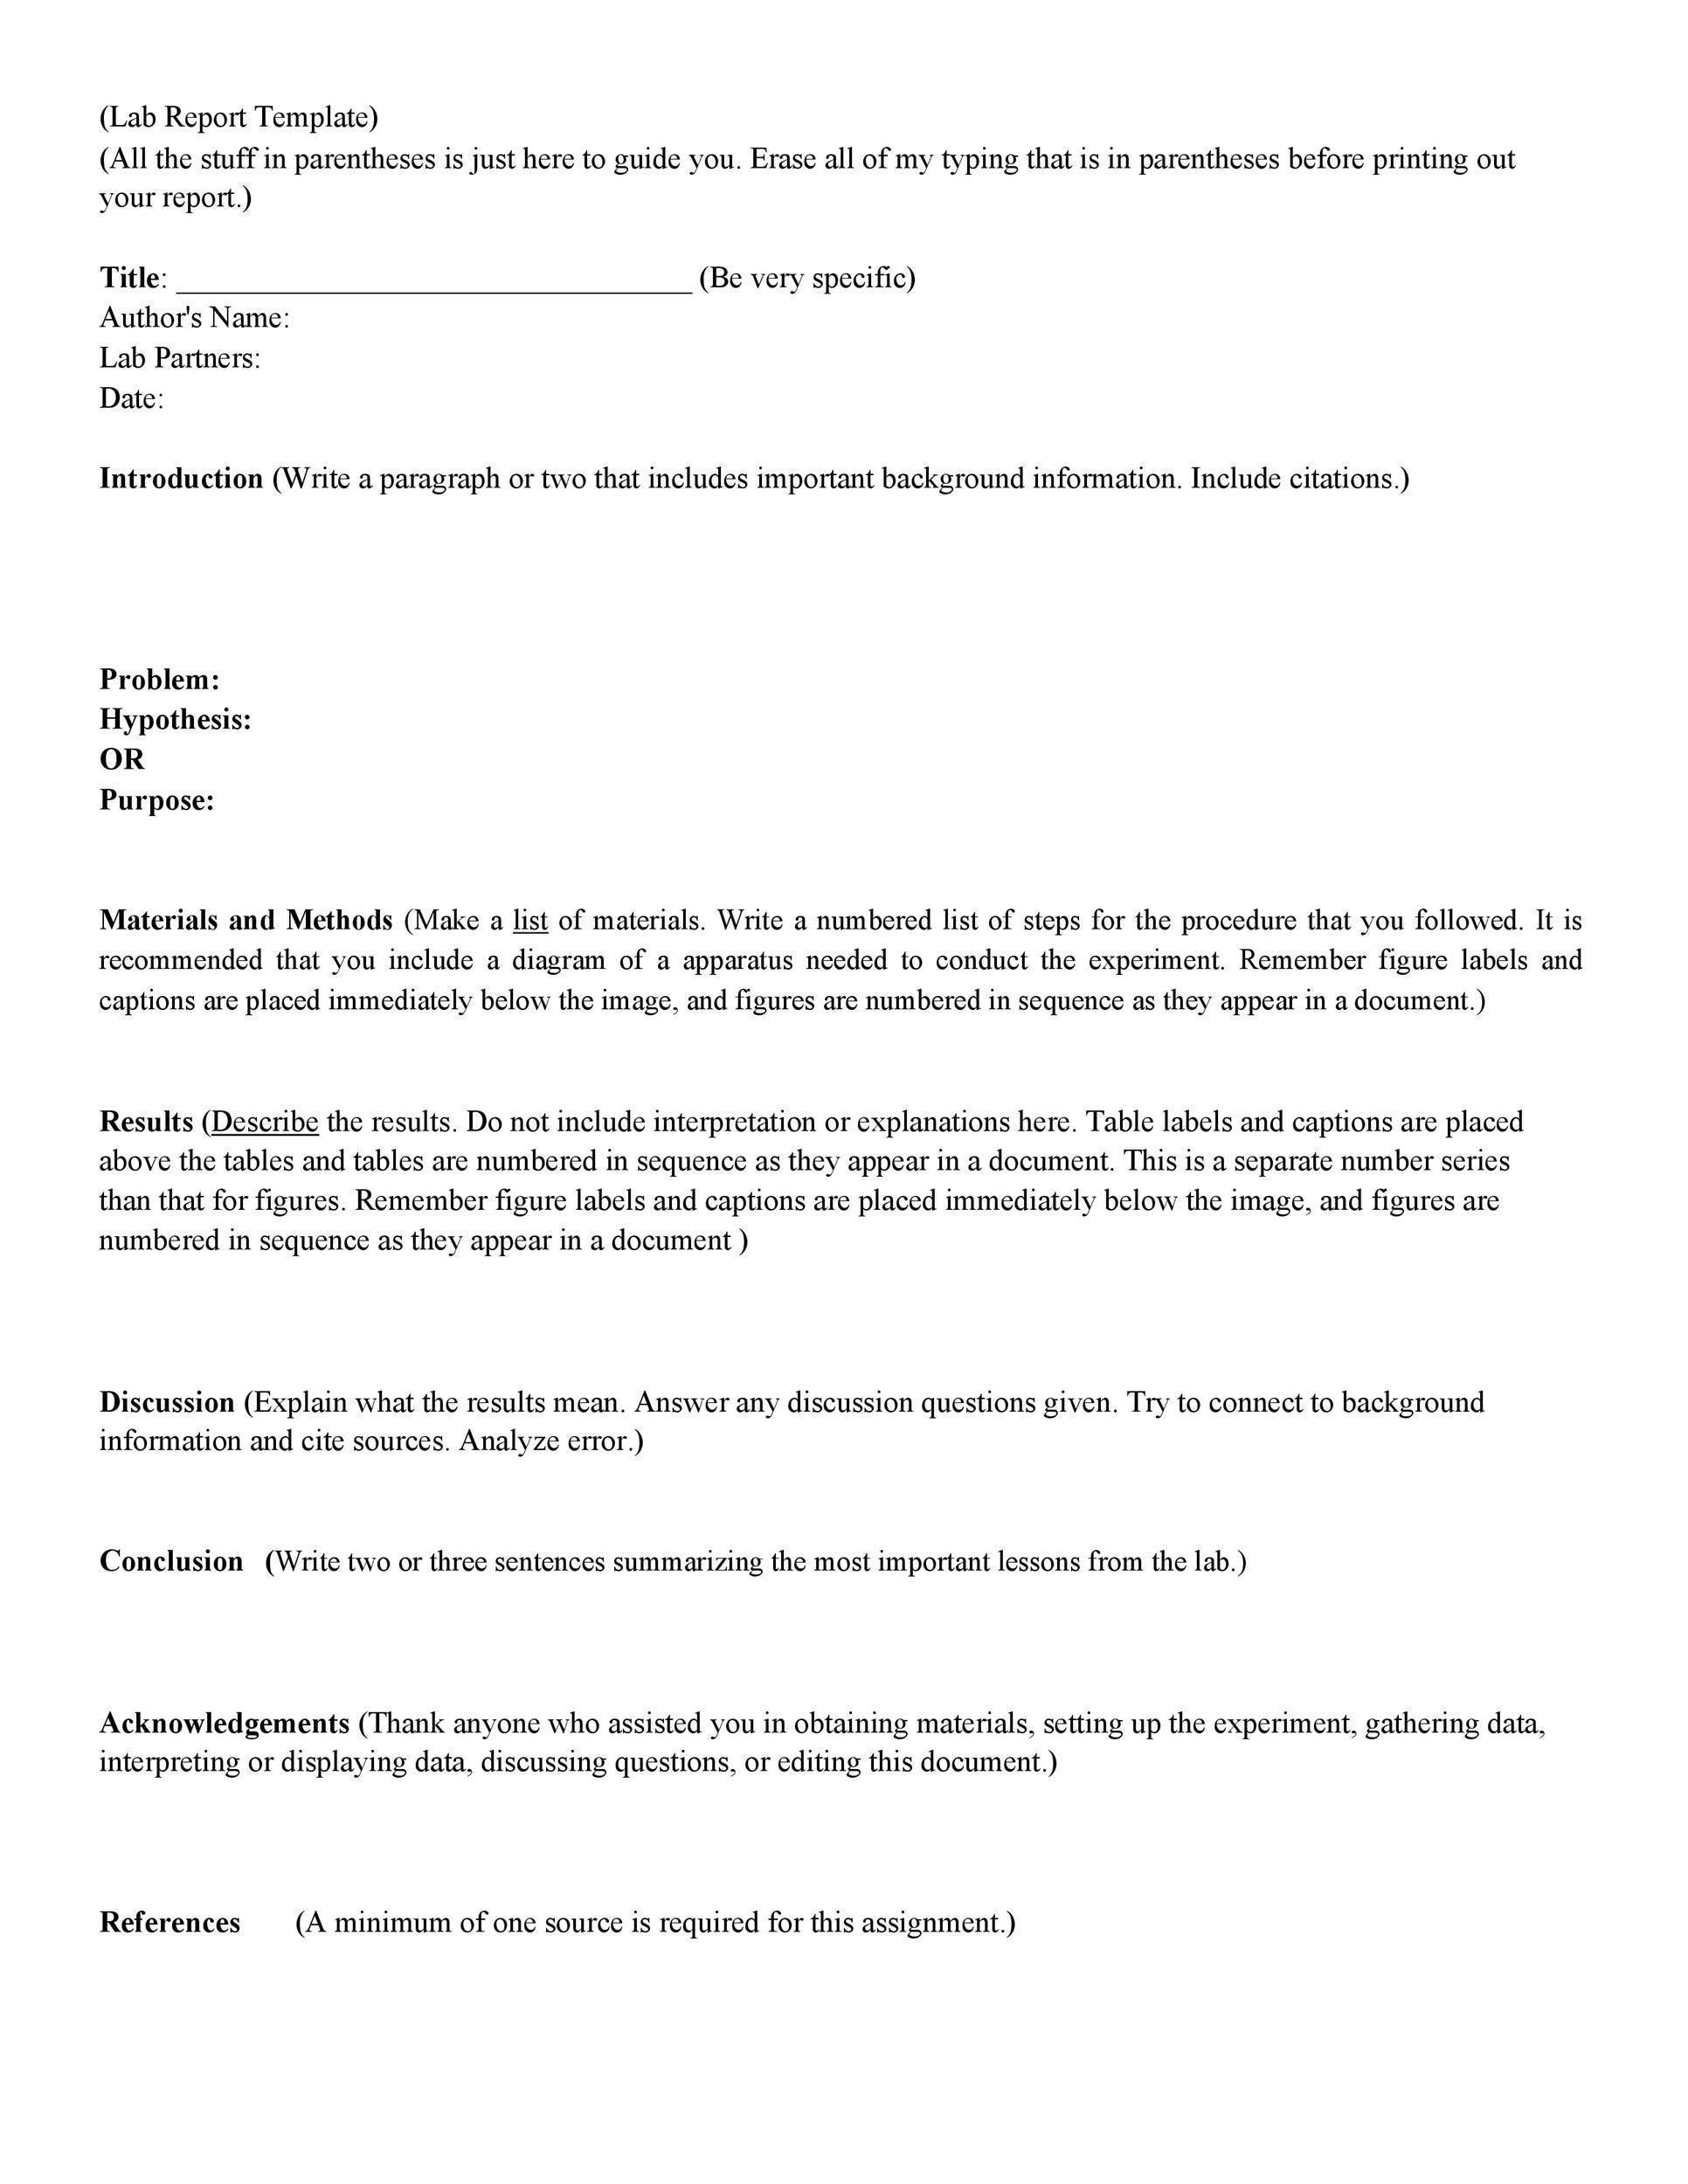 (Lab Report Template)
(All the stuff in parentheses is just here to guide you. Erase all of my typing that is in parentheses before printing out
your report.)
Title: _________________________________ (Be very specific)
Author's Name:
Lab Partners:
Date:
Introduction (Write a paragraph or two that includes important background information. Include citations.)
Problem:
Hypothesis:
OR
Purpose:
Materials and Methods (Make a list of materials. Write a numbered list of steps for the procedure that you followed. It is
recommended that you include a diagram of a apparatus needed to conduct the experiment. Remember figure labels and
captions are placed immediately below the image, and figures are numbered in sequence as they appear in a document.)
Results (Describe the results. Do not include interpretation or explanations here. Table labels and captions are placed
above the tables and tables are numbered in sequence as they appear in a document. This is a separate number series
than that for figures. Remember figure labels and captions are placed immediately below the image, and figures are
numbered in sequence as they appear in a document )
Discussion (Explain what the results mean. Answer any discussion questions given. Try to connect to background
information and cite sources. Analyze error.)
Conclusion (Write two or three sentences summarizing the most important lessons from the lab.)
Acknowledgements (Thank anyone who assisted you in obtaining materials, setting up the experiment, gathering data,
interpreting or displaying data, discussing questions, or editing this document.)
References (A minimum of one source is required for this assignment.)